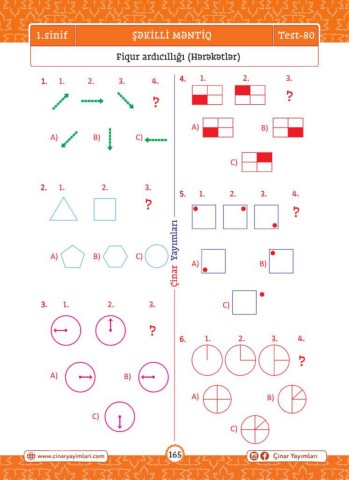 1.sinif ŞƏKİLLİ MƏNTİQ Test-80
Fiqur ardıcıllığı (Hərəkətlər)
1. 1. 2. 3. 4.
?
A) B) C)
2. 1. 2. 3.
?
A) B) C)
3. 1. 2. 3.
?
A) B)
C)
4. 1. 2. 3.
?
A) B)
C)
5. 1. 2. 3. 4.
?
A) B)
C)
6. 1. 2. 3. 4.
?
A) B)
C)
Çinar Yayımları
www.cinaryayimlari.com 165 Çinar Yayımları